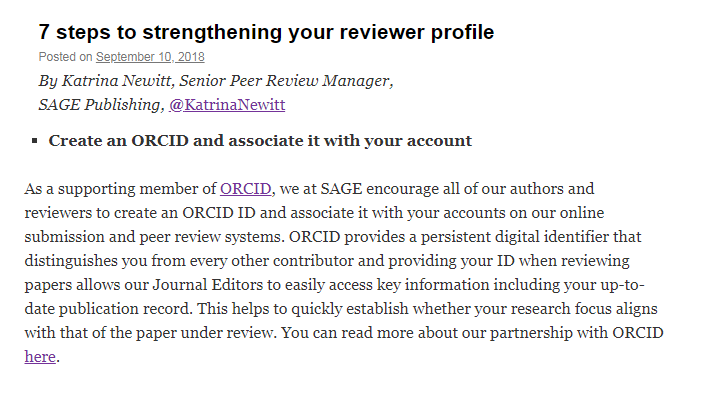 7 steps to strengthening your reviewer profile
Posted on September 10, 2018
By Katrina Newitt, Senior Peer Review Manager,
SAGE Publishing, @KatrinaNewitt
▪ Create an ORCID and associate it with your account
As a supporting member of ORCID, we at SAGE encourage all of our authors and
reviewers to create an ORCID ID and associate it with your accounts on our online
submission and peer review systems. ORCID provides a persistent digital identifier that
distinguishes you from every other contributor and providing your ID when reviewing
papers allows our Journal Editors to easily access key information including your up-to-
date publication record. This helps to quickly establish whether your research focus aligns
with that of the paper under review. You can read more about our partnership with ORCID
here.